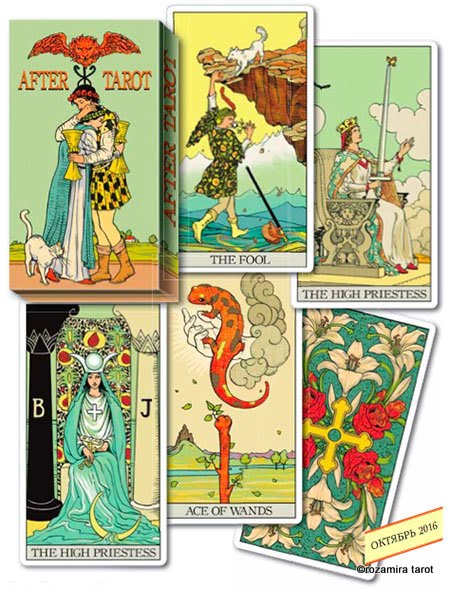 AFTER TAROT
AFTER TAROT
THE FOOL
THE HIGH PRIESTESS
B J
THE HIGH PRIESTESS
ACE OF WANDS
ОКТЯБРЬ 2016
©rozamira tarot